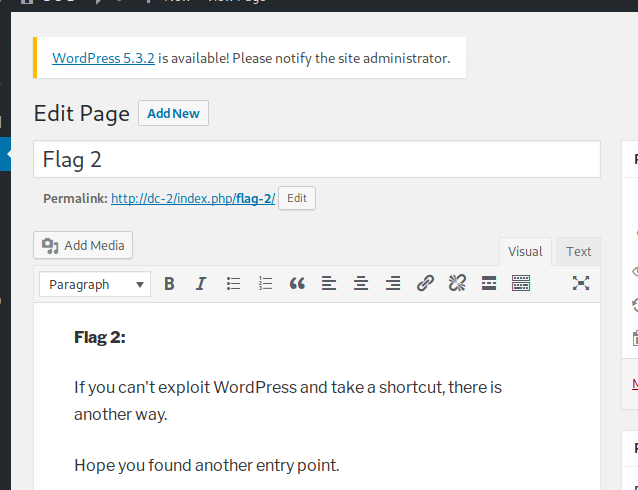 WordPress 5.3.2 is available! Please notify the site administrator.
Edit Page Add New
Flag 2
Permalink: http://dc-2/index.php/flag-2/ Edit
Add Media
Visual Text
Paragraph
Flag 2:
If you can't exploit WordPress and take a shortcut, there is
another way.
Hope you found another entry point.